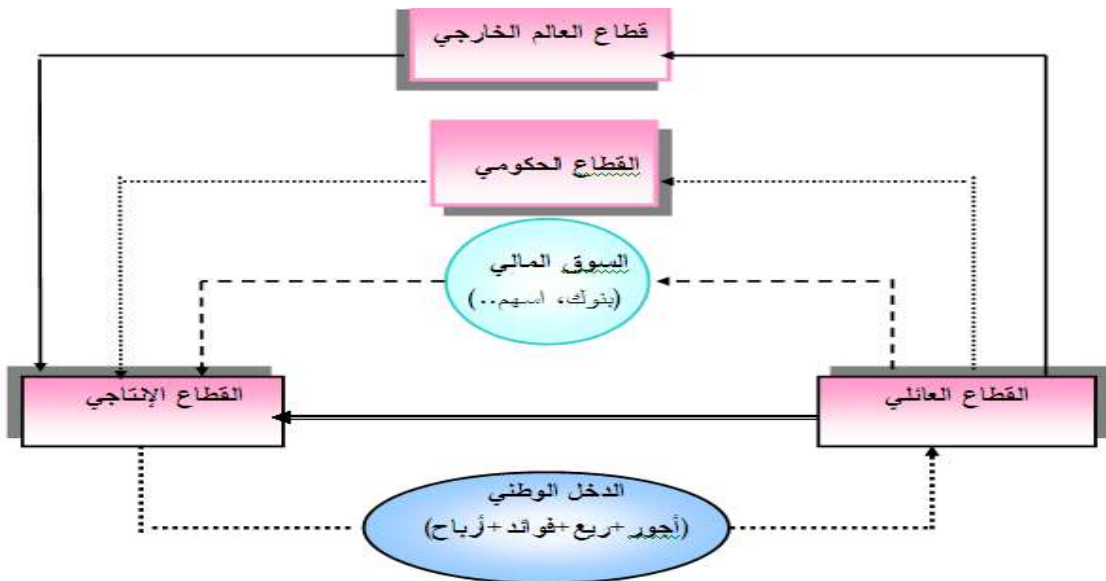 قطاع العالم الخارجي
القطاع الحكومي
السوق المالي
(بنوك، اسهم..)
القطاع العائلي
القطاع الإنتاجي
الدخل الوطني
(أجور+ريع+فوائد+أرباح)